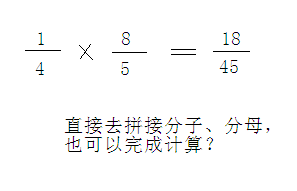 1/4 × 8/5 = 18/45
直接去拼接分子、分母，
也可以完成计算？